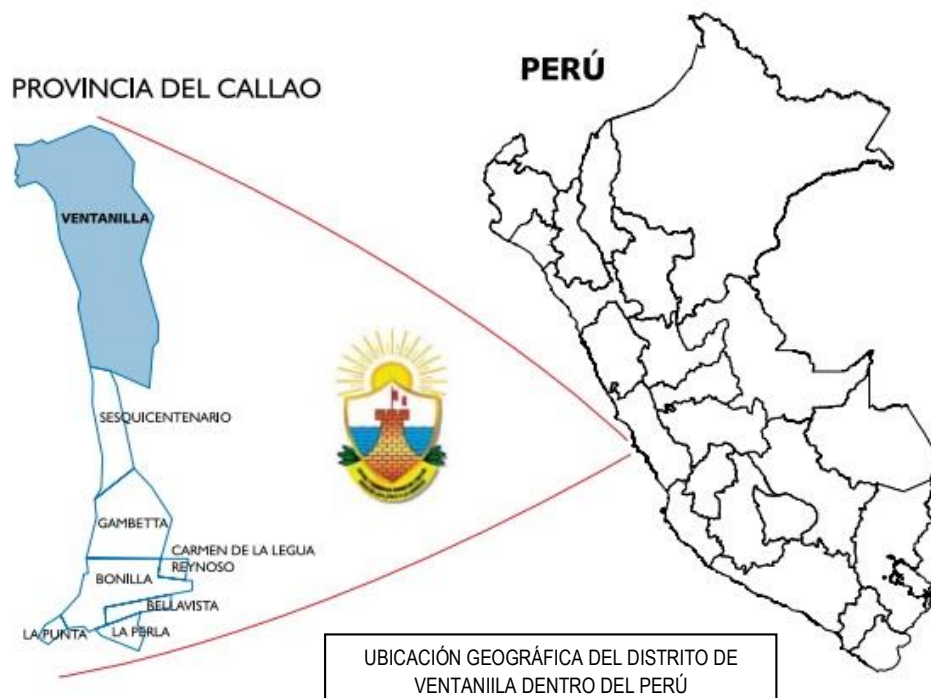 PERÚ
PROVINCIA DEL CALLAO
VENTANILLA
SESQUICENTENARIO
GAMBETTA
CARMEN DE LA LEGUA
REYNOSO
BONILLA
BELLAVISTA
LA PUNTA
LA PERLA
UBICACIÓN GEOGRÁFICA DEL DISTRITO DE
VENTANIILA DENTRO DEL PERÚ